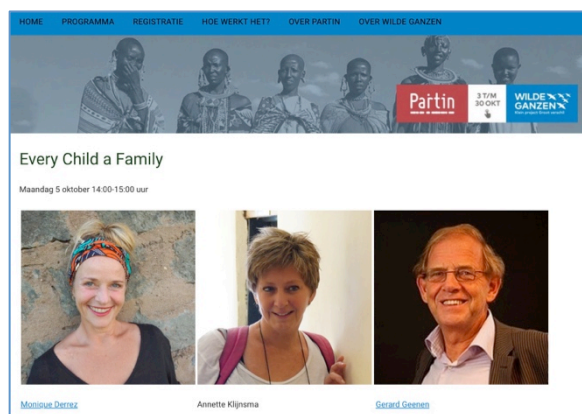 HOME PROGRAMMA REGISTRATIE HOE WERKT HET? OVER PARTIN OVER WILDE GANZEN
Partin
3 T/M
30 OKT
WILDE
GANZEN
Every Child a Family
Maandag 5 oktober 14:00-15:00 uur
Monique Derrez Annette Klijnsma Gerard Geenen